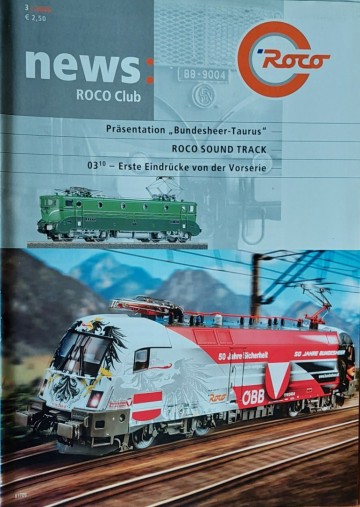 3
€ 2,50
news:
ROCO Club
Roco
BB-9004
Präsentation „Bundesheer-Taurus"
ROCO SOUND TRACK
03¹⁰ – Erste Eindrücke von der Vorserie
50 Jahre Sicherheit
50 JAHRE BUNDESHEER
Roco
ÖBB